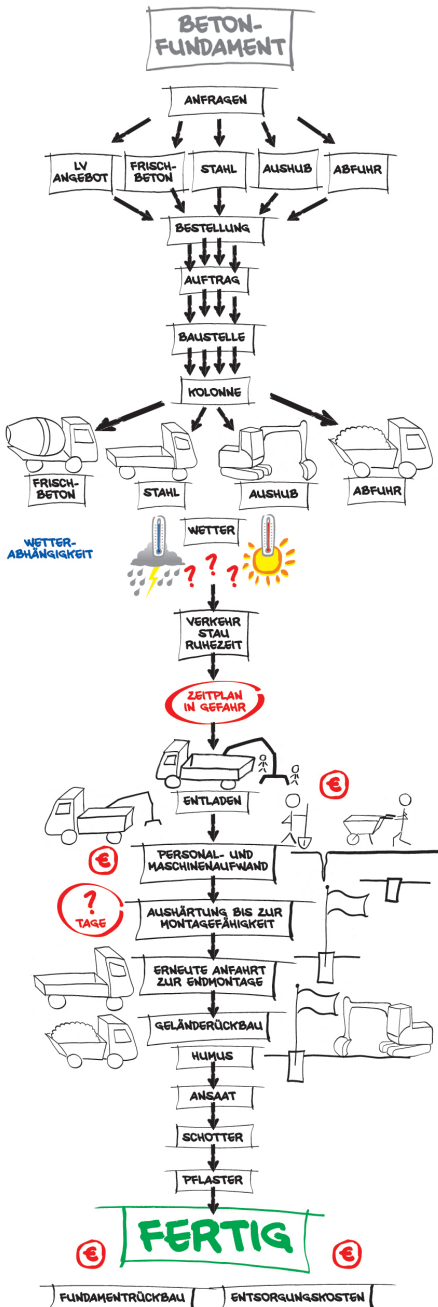 BETON-
FUNDAMENT
ANFRAGEN
LV
ANGEBOT
FRISCH-
BETON
STAHL
AUSHUB
ABFUHR
BESTELLUNG
AUFTRAG
BAUSTELLE
KOLONNE
FRISCH-
BETON
STAHL
AUSHUB
ABFUHR
WETTER-
ABHÄNGIGKEIT
WETTER
? ? ?
VERKEHR
STAU
RUHEZEIT
ZEITPLAN
IN GEFAHR
ENTLADEN
€
€
PERSONAL- UND
MASCHINENAUFWAND
?
TAGE
AUSHÄRTUNG BIS ZUR
MONTAGEFÄHIGKEIT
ERNEUTE ANFAHRT
ZUR ENDMONTAGE
GELÄNDERÜCKBAU
HUMUS
ANSAAT
SCHOTTER
PFLASTER
FERTIG
€
€
FUNDAMENTRÜCKBAU
ENTSORGUNGSKOSTEN